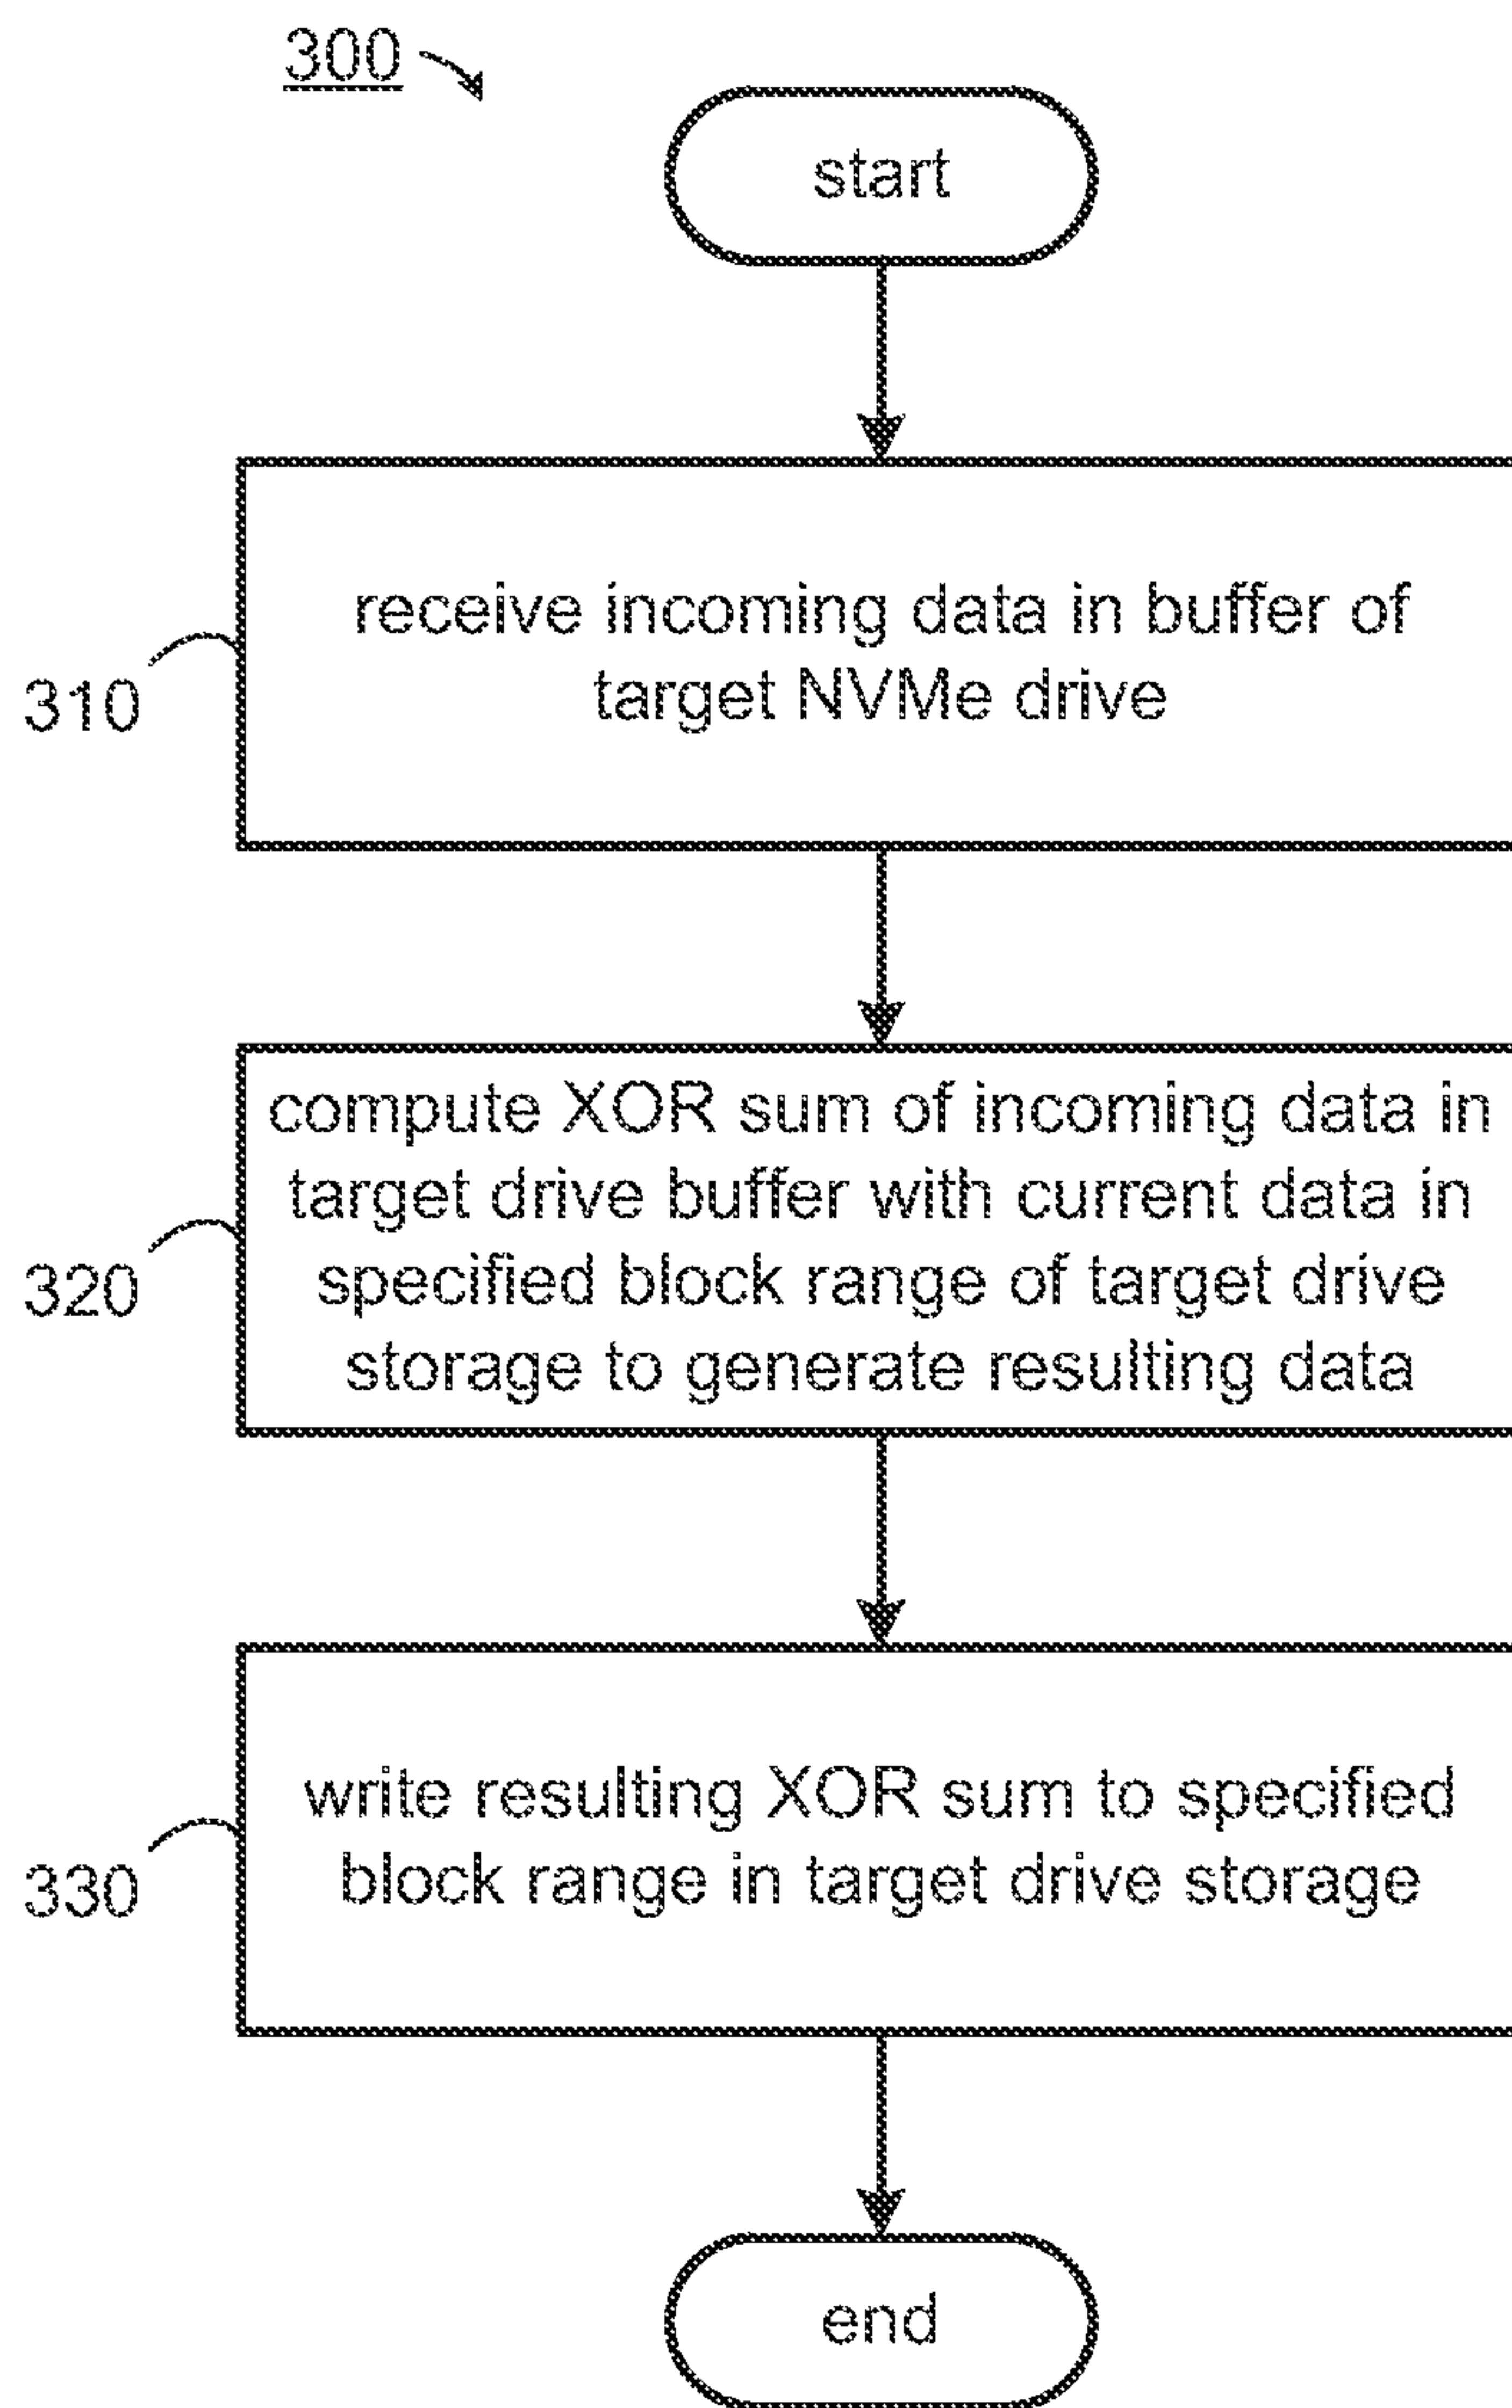 300
start
receive incoming data in buffer of
target NVMe drive
310
compute XOR sum of incoming data in
target drive buffer with current data in
specified block range of target drive
storage to generate resulting data
320
write resulting XOR sum to specified
block range in target drive storage
330
end